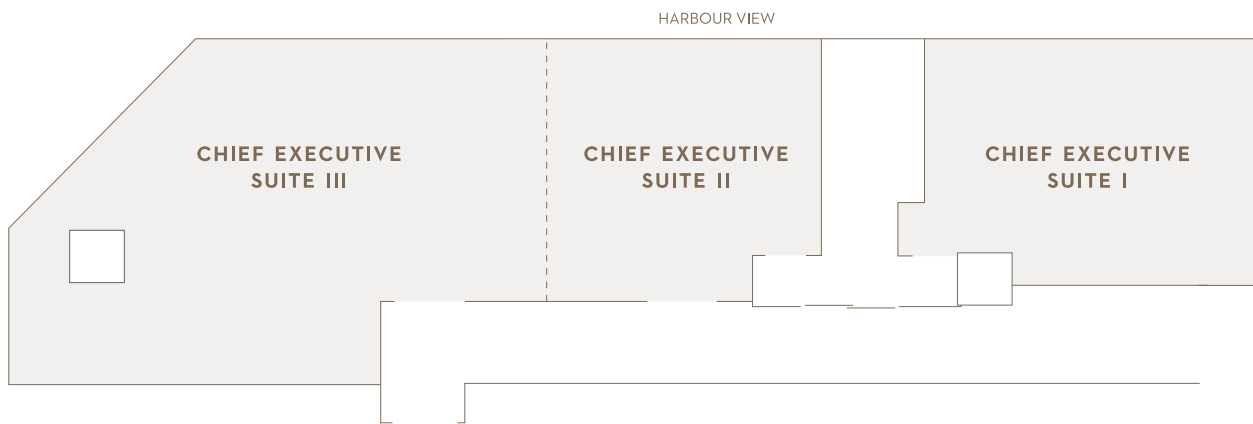 HARBOUR VIEW
CHIEF EXECUTIVE
SUITE III
CHIEF EXECUTIVE
SUITE II
CHIEF EXECUTIVE
SUITE I